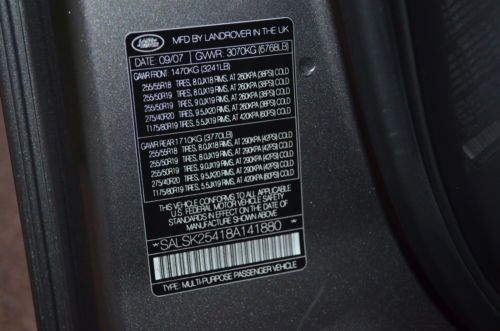 LAND ROVER
MFD BY LANDROVER IN THE UK
DATE: 09/07 GVWR: 3070KG (6768LB)
GAWR FRONT 1470KG (3241LB)
255/55R18 TIRES, 8.0JX18 RIMS, AT 260KPA (38PSI) COLD
255/50R19 TIRES, 8.0JX19 RIMS, AT 260KPA (38PSI) COLD
255/50R19 TIRES, 9.0JX19 RIMS, AT 260KPA (38PSI) COLD
275/40R20 TIRES, 9.5JX20 RIMS, AT 260KPA (38PSI) COLD
T175/80R19 TIRES, 5.5JX19 RIMS, AT 420KPA (60PSI) COLD
GAWR REAR 1710KG (3770LB)
255/55R18 TIRES, 8.0JX18 RIMS, AT 290KPA (42PSI) COLD
255/50R19 TIRES, 8.0JX19 RIMS, AT 290KPA (42PSI) COLD
255/50R19 TIRES, 9.0JX19 RIMS, AT 290KPA (42PSI) COLD
275/40R20 TIRES, 9.5JX20 RIMS, AT 290KPA (42PSI) COLD
T175/80R19 TIRES, 5.5JX19 RIMS, AT 420KPA (60PSI) COLD
THIS VEHICLE CONFORMS TO ALL APPLICABLE
U.S. FEDERAL MOTOR VEHICLE SAFETY
STANDARDS IN EFFECT ON THE DATE OF
MANUFACTURE SHOWN ABOVE
*SALSK25418A141880*
TYPE: MULTI-PURPOSE PASSENGER VEHICLE